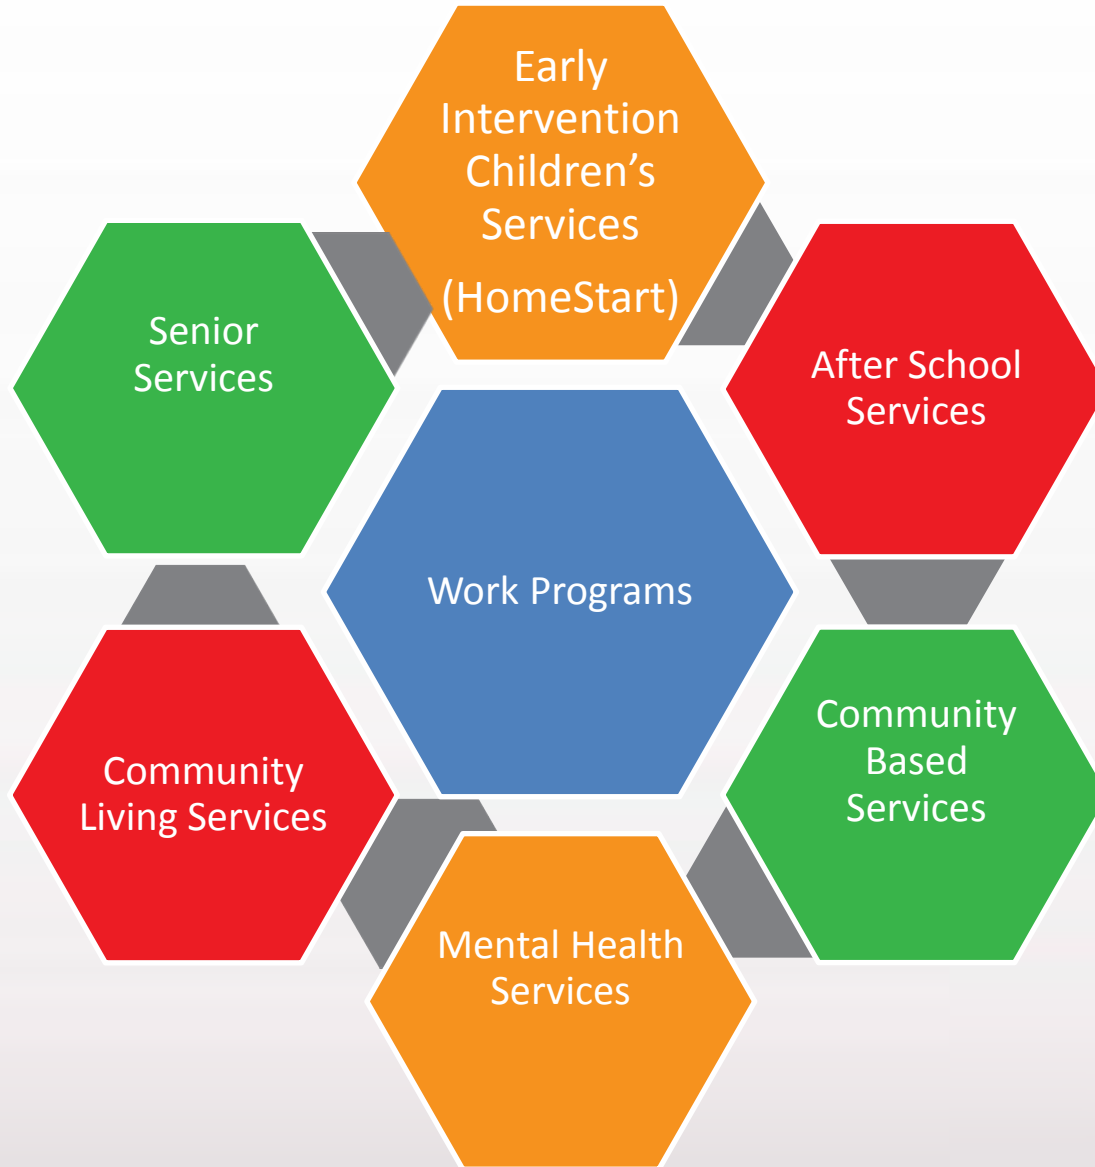 Early
Intervention
Children’s
Services
(HomeStart)
Senior
Services
After School
Services
Work Programs
Community
Living Services
Community
Based
Services
Mental Health
Services